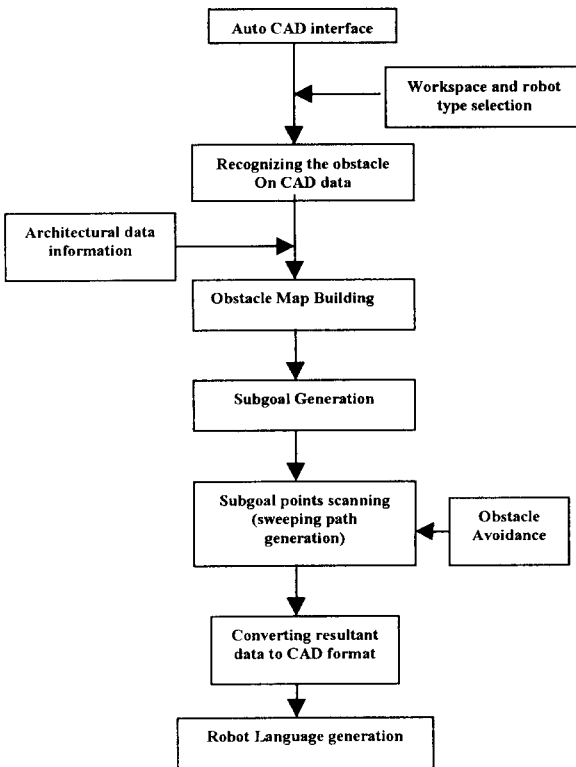 Auto CAD interface
Workspace and robot
type selection
Recognizing the obstacle
On CAD data
Architectural data
information
Obstacle Map Building
Subgoal Generation
Subgoal points scanning
(sweeping path
generation)
Obstacle
Avoidance
Converting resultant
data to CAD format
Robot Language generation